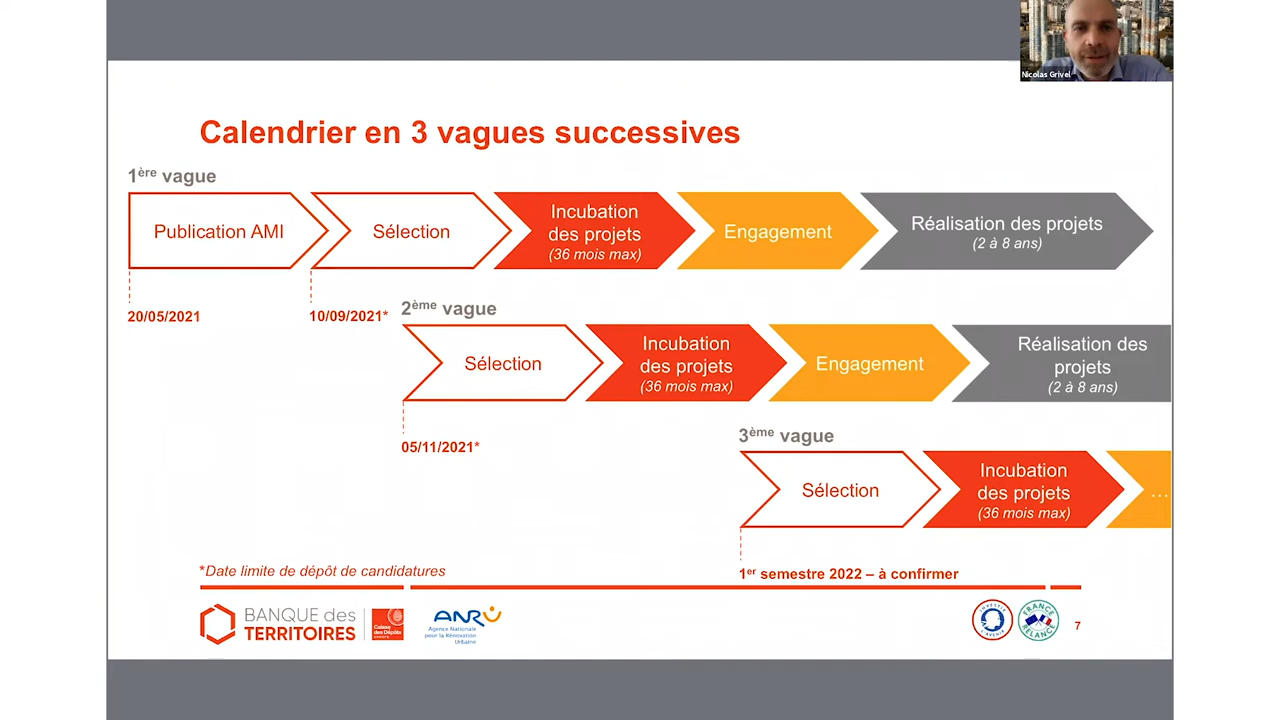 Nicolas Grivel
Calendrier en 3 vagues successives
1ère vague
Publication AMI
Sélection
Incubation
des projets
(36 mois max)
Engagement
Réalisation des projets
(2 à 8 ans)
20/05/2021
10/09/2021*
2ème vague
Sélection
Incubation
des projets
(36 mois max)
Engagement
Réalisation des
projets
(2 à 8 ans)
05/11/2021*
3ème vague
Sélection
Incubation
des projets
(36 mois max)
...
1er semestre 2022 – à confirmer
*Date limite de dépôt de candidatures
BANQUE des
TERRITOIRES
Caisse
des Dépôts
GROUPE
ANRU
Agence Nationale
pour la Rénovation
Urbaine
INVESTIR
L'AVENIR
FRANCE
RELANCE
7